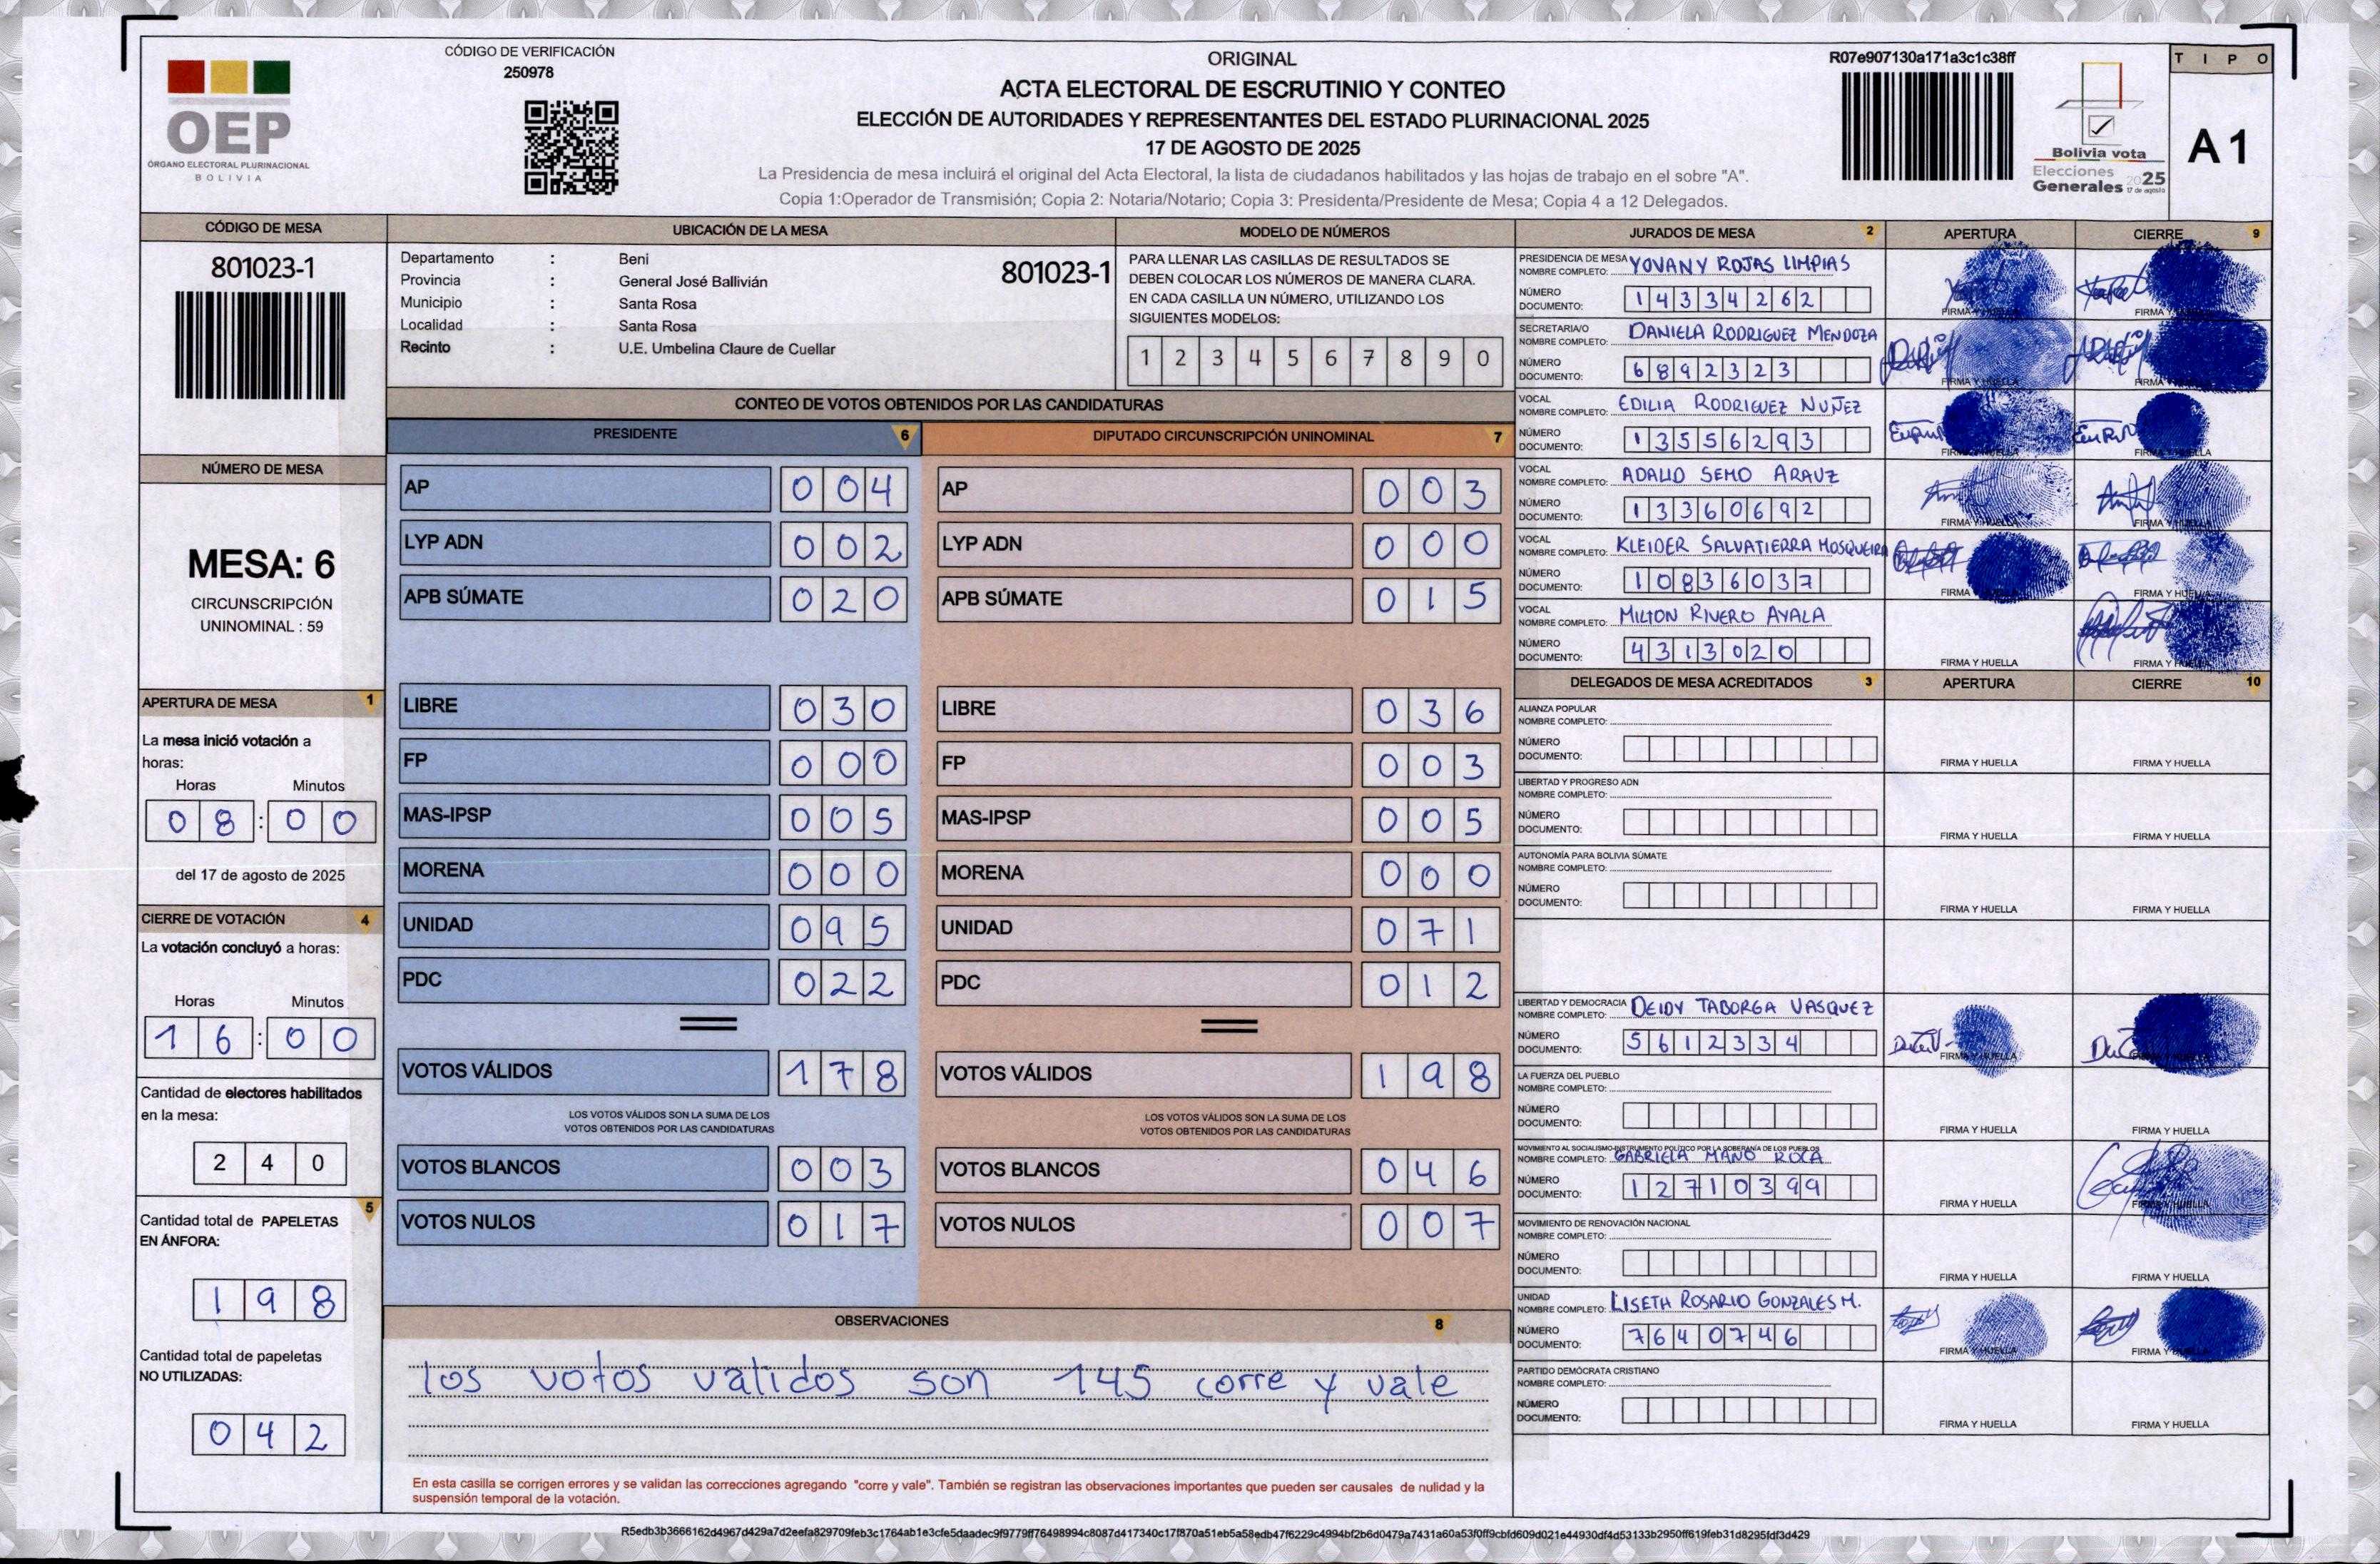 CÓDIGO DE VERIFICACIÓN
250978
OEP
ÓRGANO ELECTORAL PLURINACIONAL
BOLIVIA
ORIGINAL
ACTA ELECTORAL DE ESCRUTINIO Y CONTEO
ELECCIÓN DE AUTORIDADES Y REPRESENTANTES DEL ESTADO PLURINACIONAL 2025
17 DE AGOSTO DE 2025
La Presidencia de mesa incluirá el original del Acta Electoral, la lista de ciudadanos habilitados y las hojas de trabajo en el sobre "A".
Copia 1:Operador de Transmisión; Copia 2: Notaria/Notario; Copia 3: Presidenta/Presidente de Mesa; Copia 4 a 12 Delegados.
R07e907130a171a3c1c38ff
Bolivia vota
Elecciones
Generales 2025
17 de agosto
TIPO
A1
CÓDIGO DE MESA
801023-1
NÚMERO DE MESA
MESA: 6
CIRCUNSCRIPCIÓN
UNINOMINAL : 59
APERTURA DE MESA 1
La mesa inició votación a
horas:
Horas Minutos
08:00
del 17 de agosto de 2025
CIERRE DE VOTACIÓN 4
La votación concluyó a horas:
Horas Minutos
16:00
Cantidad de electores habilitados
en la mesa:
240
5
Cantidad total de PAPELETAS
EN ÁNFORA:
198
Cantidad total de papeletas
NO UTILIZADAS:
042
UBICACIÓN DE LA MESA
Departamento : Beni
801023-1
Provincia : General José Ballivián
Municipio : Santa Rosa
Localidad : Santa Rosa
Recinto : U.E. Umbelina Claure de Cuellar
MODELO DE NÚMEROS
PARA LLENAR LAS CASILLAS DE RESULTADOS SE
DEBEN COLOCAR LOS NÚMEROS DE MANERA CLARA.
EN CADA CASILLA UN NÚMERO, UTILIZANDO LOS
SIGUIENTES MODELOS:
1 2 3 4 5 6 7 8 9 0
CONTEO DE VOTOS OBTENIDOS POR LAS CANDIDATURAS
PRESIDENTE 6
AP 004
LYP ADN 002
APB SÚMATE 020
LIBRE 030
FP 000
MAS-IPSP 005
MORENA 000
UNIDAD 095
PDC 022
VOTOS VÁLIDOS 178
LOS VOTOS VÁLIDOS SON LA SUMA DE LOS
VOTOS OBTENIDOS POR LAS CANDIDATURAS
VOTOS BLANCOS 003
VOTOS NULOS 017
DIPUTADO CIRCUNSCRIPCIÓN UNINOMINAL 7
AP 003
LYP ADN 000
APB SÚMATE 015
LIBRE 036
FP 003
MAS-IPSP 005
MORENA 000
UNIDAD 071
PDC 012
VOTOS VÁLIDOS 198
LOS VOTOS VÁLIDOS SON LA SUMA DE LOS
VOTOS OBTENIDOS POR LAS CANDIDATURAS
VOTOS BLANCOS 046
VOTOS NULOS 007
OBSERVACIONES 8
los votos validos son 145 corre y vale
En esta casilla se corrigen errores y se validan las correcciones agregando "corre y vale". También se registran las observaciones importantes que pueden ser causales de nulidad y la
suspensión temporal de la votación.
JURADOS DE MESA 2 APERTURA CIERRE 9
PRESIDENCIA DE MESA
NOMBRE COMPLETO: YOVANY ROJAS LIMPIAS
NÚMERO
DOCUMENTO: 14334262
FIRMA Y HUELLA FIRMA Y HUELLA
SECRETARIA/O
NOMBRE COMPLETO: DANIELA RODRIGUEZ MENDOZA
NÚMERO
DOCUMENTO: 6892323
FIRMA Y HUELLA FIRMA
VOCAL
NOMBRE COMPLETO: EDILIA RODRIGUEZ NUÑEZ
NÚMERO
DOCUMENTO: 13556293
FIRMA Y HUELLA FIRMA Y HUELLA
VOCAL
NOMBRE COMPLETO: ADALID SEMO ARAUZ
NÚMERO
DOCUMENTO: 13360692
FIRMA Y HUELLA FIRMA Y HUELLA
VOCAL
NOMBRE COMPLETO: KLEIDER SALVATIERRA MOSQUEIRA
NÚMERO
DOCUMENTO: 10836037
FIRMA Y HUELLA FIRMA Y HUELLA
VOCAL
NOMBRE COMPLETO: MILTON RIVERO AYALA
NÚMERO
DOCUMENTO: 4313020
FIRMA Y HUELLA FIRMA Y HUELLA
DELEGADOS DE MESA ACREDITADOS 3 APERTURA CIERRE 10
ALIANZA POPULAR
NOMBRE COMPLETO:
NÚMERO
DOCUMENTO:
FIRMA Y HUELLA FIRMA Y HUELLA
LIBERTAD Y PROGRESO ADN
NOMBRE COMPLETO:
NÚMERO
DOCUMENTO:
FIRMA Y HUELLA FIRMA Y HUELLA
AUTONOMÍA PARA BOLIVIA SÚMATE
NOMBRE COMPLETO:
NÚMERO
DOCUMENTO:
FIRMA Y HUELLA FIRMA Y HUELLA
LIBERTAD Y DEMOCRACIA
NOMBRE COMPLETO: DEIDY TABORGA VASQUEZ
NÚMERO
DOCUMENTO: 5612334
FIRMA Y HUELLA FIRMA Y HUELLA
LA FUERZA DEL PUEBLO
NOMBRE COMPLETO:
NÚMERO
DOCUMENTO:
FIRMA Y HUELLA FIRMA Y HUELLA
MOVIMIENTO AL SOCIALISMO-INSTRUMENTO POLÍTICO POR LA SOBERANÍA DE LOS PUEBLOS
NOMBRE COMPLETO: GABRIELA MANO ROCA
NÚMERO
DOCUMENTO: 12710399
FIRMA Y HUELLA FIRMA Y HUELLA
MOVIMIENTO DE RENOVACIÓN NACIONAL
NOMBRE COMPLETO:
NÚMERO
DOCUMENTO:
FIRMA Y HUELLA FIRMA Y HUELLA
UNIDAD
NOMBRE COMPLETO: LISETH ROSARIO GONZALES M.
NÚMERO
DOCUMENTO: 7640746
FIRMA Y HUELLA FIRMA Y HUELLA
PARTIDO DEMÓCRATA CRISTIANO
NOMBRE COMPLETO:
NÚMERO
DOCUMENTO:
FIRMA Y HUELLA FIRMA Y HUELLA